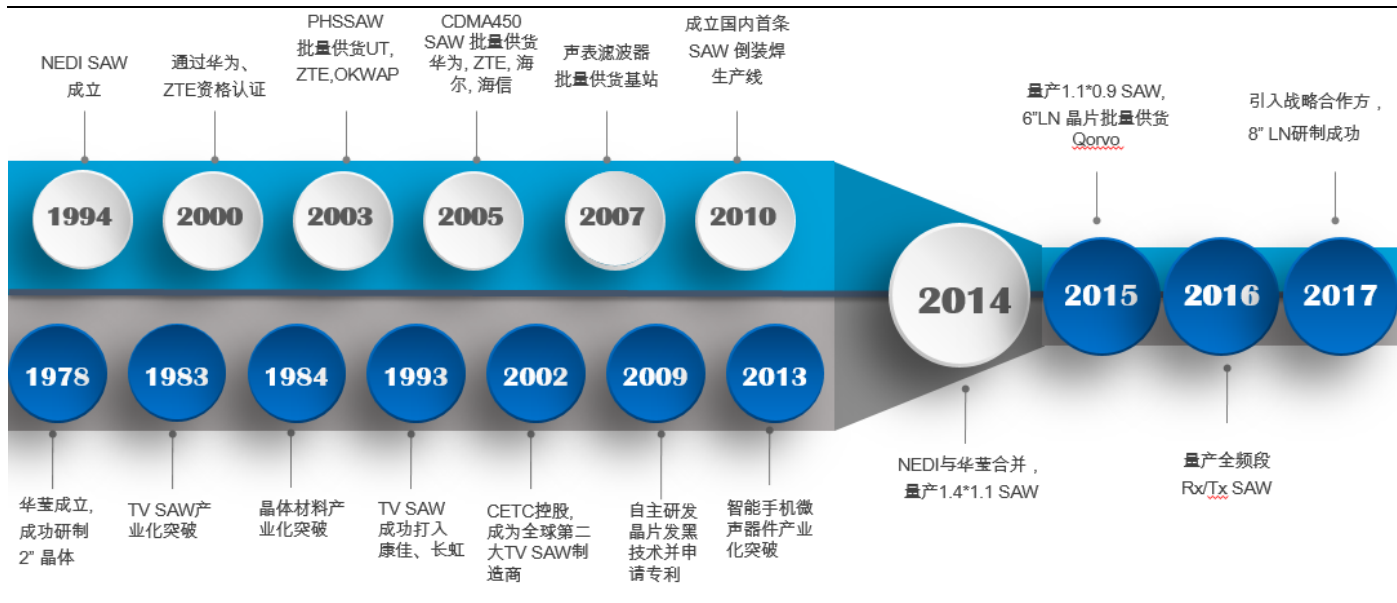 NEDI SAW
成立
通过华为、
ZTE资格认证
PHSSAW
批量供货UT,
ZTE,OKWAP
CDMA450
SAW 批量供货
华为, ZTE, 海
尔, 海信
声表滤波器
批量供货基站
成立国内首条
SAW 倒装焊
生产线
量产1.1*0.9 SAW,
6”LN 晶片批量供货
Qorvo
引入战略合作方，
8” LN研制成功
1994
2000
2003
2005
2007
2010
2014
2015
2016
2017
1978
1983
1984
1993
2002
2009
2013
华莹成立,
成功研制
2” 晶体
TV SAW产
业化突破
晶体材料产
业化突破
TV SAW
成功打入
康佳、长虹
CETC控股,
成为全球第二
大TV SAW制
造商
自主研发
晶片发黑
技术并申
请专利
智能手机微
声器件产业
化突破
NEDI与华莹合并，
量产1.4*1.1 SAW
量产全频段
Rx/Tx SAW